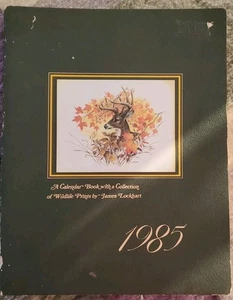 A Calendar Book with a Collection
of Wildlife Prints by James Lockhart
1985